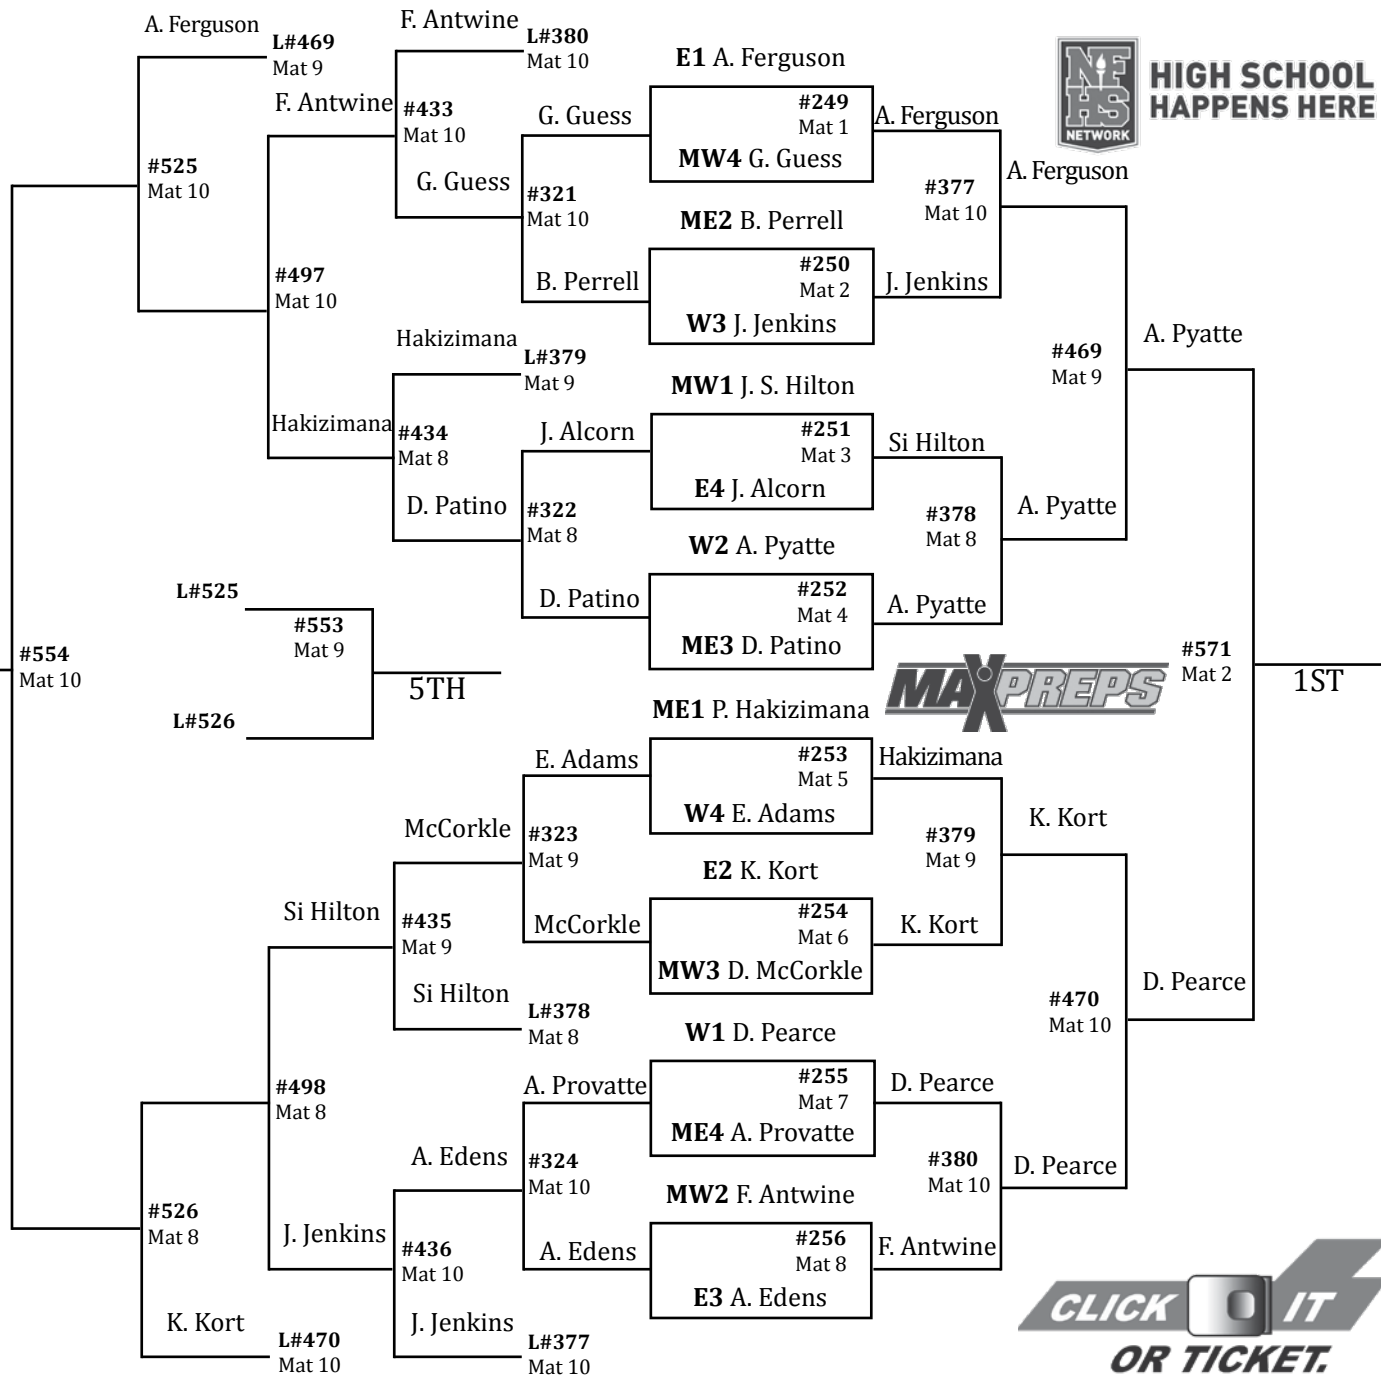 A. Ferguson
L#469
Mat 9
F. Antwine
L#380
Mat 10
F. Antwine
#433
Mat 10
#525
Mat 10
G. Guess
#497
Mat 10
G. Guess
#321
Mat 10
B. Perrell
Hakizimana
L#379
Mat 9
Hakizimana
#434
Mat 8
J. Alcorn
D. Patino
#322
Mat 8
D. Patino
E1 A. Ferguson
#249
Mat 1
MW4 G. Guess
ME2 B. Perrell
#250
Mat 2
W3 J. Jenkins
MW1 J. S. Hilton
#251
Mat 3
E4 J. Alcorn
W2 A. Pyatte
#252
Mat 4
ME3 D. Patino
A. Ferguson
#377
Mat 10
J. Jenkins
A. Ferguson
Si Hilton
#378
Mat 8
A. Pyatte
A. Pyatte
#469
Mat 9
A. Pyatte
NFHS
NETWORK
HIGH SCHOOL
HAPPENS HERE
L#525
#553
Mat 9
L#526
5TH
#554
Mat 10
MAXPREPS
#571
Mat 2
1ST
ME1 P. Hakizimana
#253
Mat 5
W4 E. Adams
E2 K. Kort
#254
Mat 6
MW3 D. McCorkle
W1 D. Pearce
#255
Mat 7
ME4 A. Provatte
MW2 F. Antwine
#256
Mat 8
E3 A. Edens
E. Adams
McCorkle
#323
Mat 9
McCorkle
Si Hilton
#435
Mat 9
Si Hilton
L#378
Mat 8
#498
Mat 8
A. Provatte
A. Edens
#324
Mat 10
A. Edens
J. Jenkins
#436
Mat 10
J. Jenkins
L#377
Mat 10
#526
Mat 8
K. Kort
L#470
Mat 10
Hakizimana
#379
Mat 9
K. Kort
K. Kort
#470
Mat 10
D. Pearce
D. Pearce
#380
Mat 10
D. Pearce
F. Antwine
CLICK IT
OR TICKET.